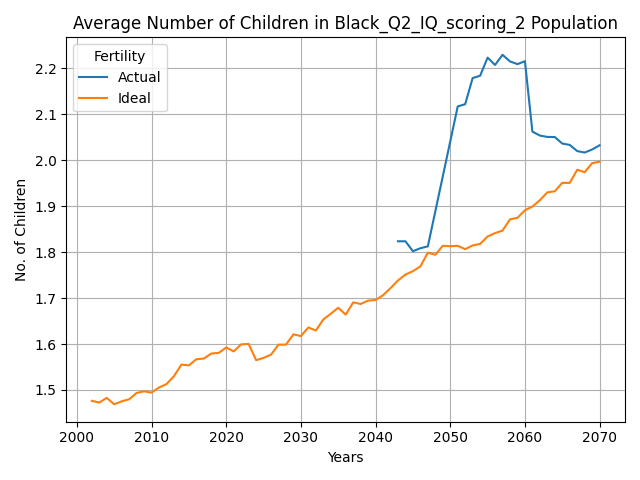 Average Number of Children in Black_Q2_IQ_scoring_2 Population
Fertility
Actual
Ideal
No. of Children
2.2
2.1
2.0
1.9
1.8
1.7
1.6
1.5
2000
2010
2020
2030
2040
2050
2060
2070
Years